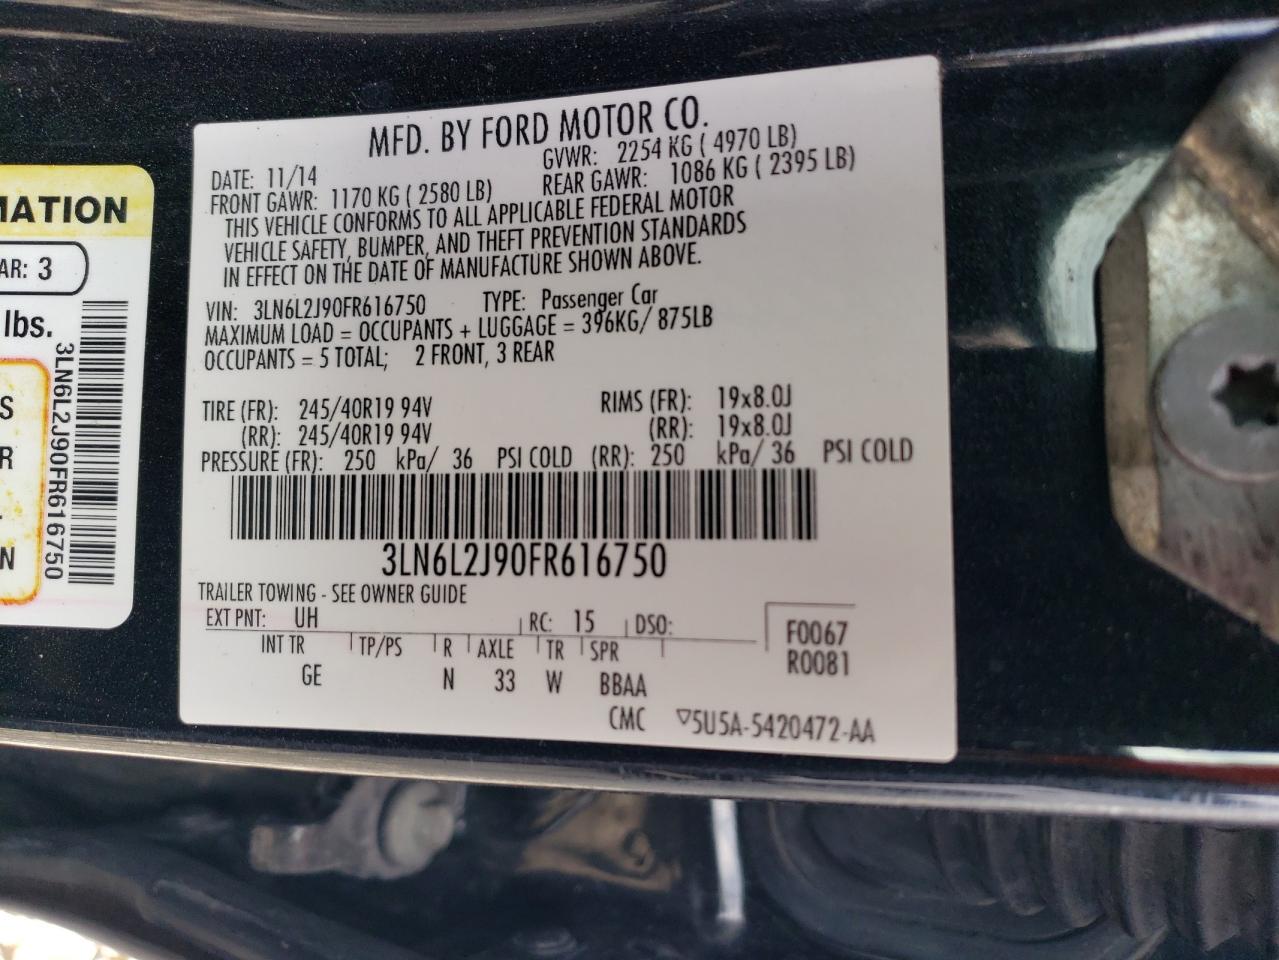 MATION
AR: 3
lbs.
S
R
N
3LN6L2J90FR616750
MFD. BY FORD MOTOR CO.
DATE: 11/14 GVWR: 2254 KG ( 4970 LB)
FRONT GAWR: 1170 KG ( 2580 LB) REAR GAWR: 1086 KG ( 2395 LB)
THIS VEHICLE CONFORMS TO ALL APPLICABLE FEDERAL MOTOR
VEHICLE SAFETY, BUMPER, AND THEFT PREVENTION STANDARDS
IN EFFECT ON THE DATE OF MANUFACTURE SHOWN ABOVE.
VIN: 3LN6L2J90FR616750 TYPE: Passenger Car
MAXIMUM LOAD = OCCUPANTS + LUGGAGE = 396KG/ 875LB
OCCUPANTS = 5 TOTAL; 2 FRONT, 3 REAR
TIRE (FR): 245/40R19 94V RIMS (FR): 19x8.0J
(RR): 245/40R19 94V (RR): 19x8.0J
PRESSURE (FR): 250 kPa/ 36 PSI COLD (RR): 250 kPa/ 36 PSI COLD
3LN6L2J90FR616750
TRAILER TOWING - SEE OWNER GUIDE
EXT PNT: UH RC: 15 DSO:
INT TR TP/PS R AXLE TR SPR
GE N 33 W BBAA
F0067
R0081
CMC ▽5U5A-5420472-AA